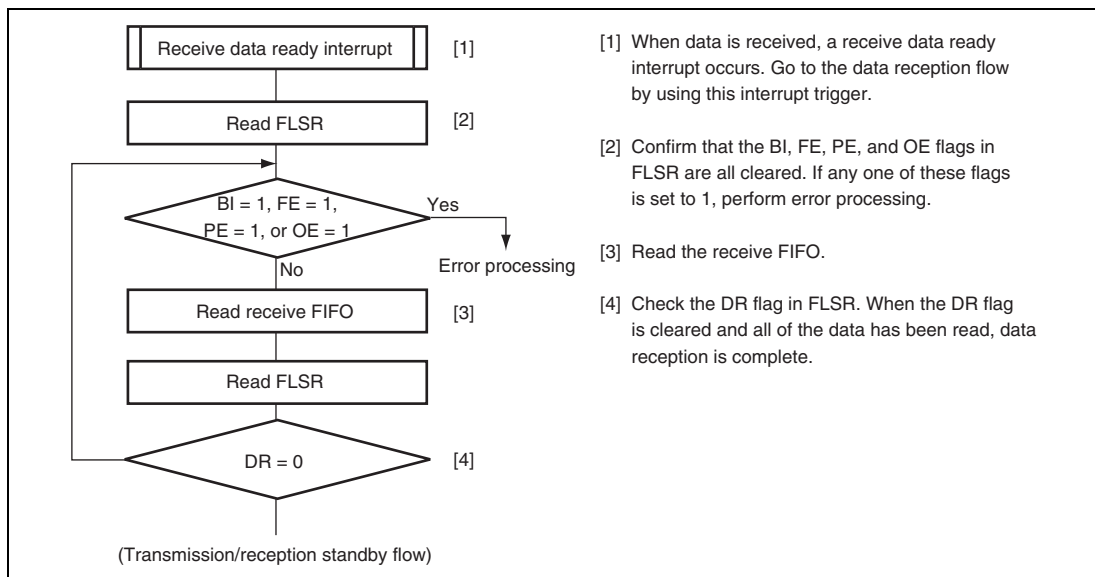 Receive data ready interrupt
[1]
Read FLSR
[2]
BI = 1, FE = 1,
PE = 1, or OE = 1
Yes
No
Error processing
Read receive FIFO
[3]
Read FLSR
DR = 0
[4]
(Transmission/reception standby flow)
[1] When data is received, a receive data ready
interrupt occurs. Go to the data reception flow
by using this interrupt trigger.
[2] Confirm that the BI, FE, PE, and OE flags in
FLSR are all cleared. If any one of these flags
is set to 1, perform error processing.
[3] Read the receive FIFO.
[4] Check the DR flag in FLSR. When the DR flag
is cleared and all of the data has been read, data
reception is complete.